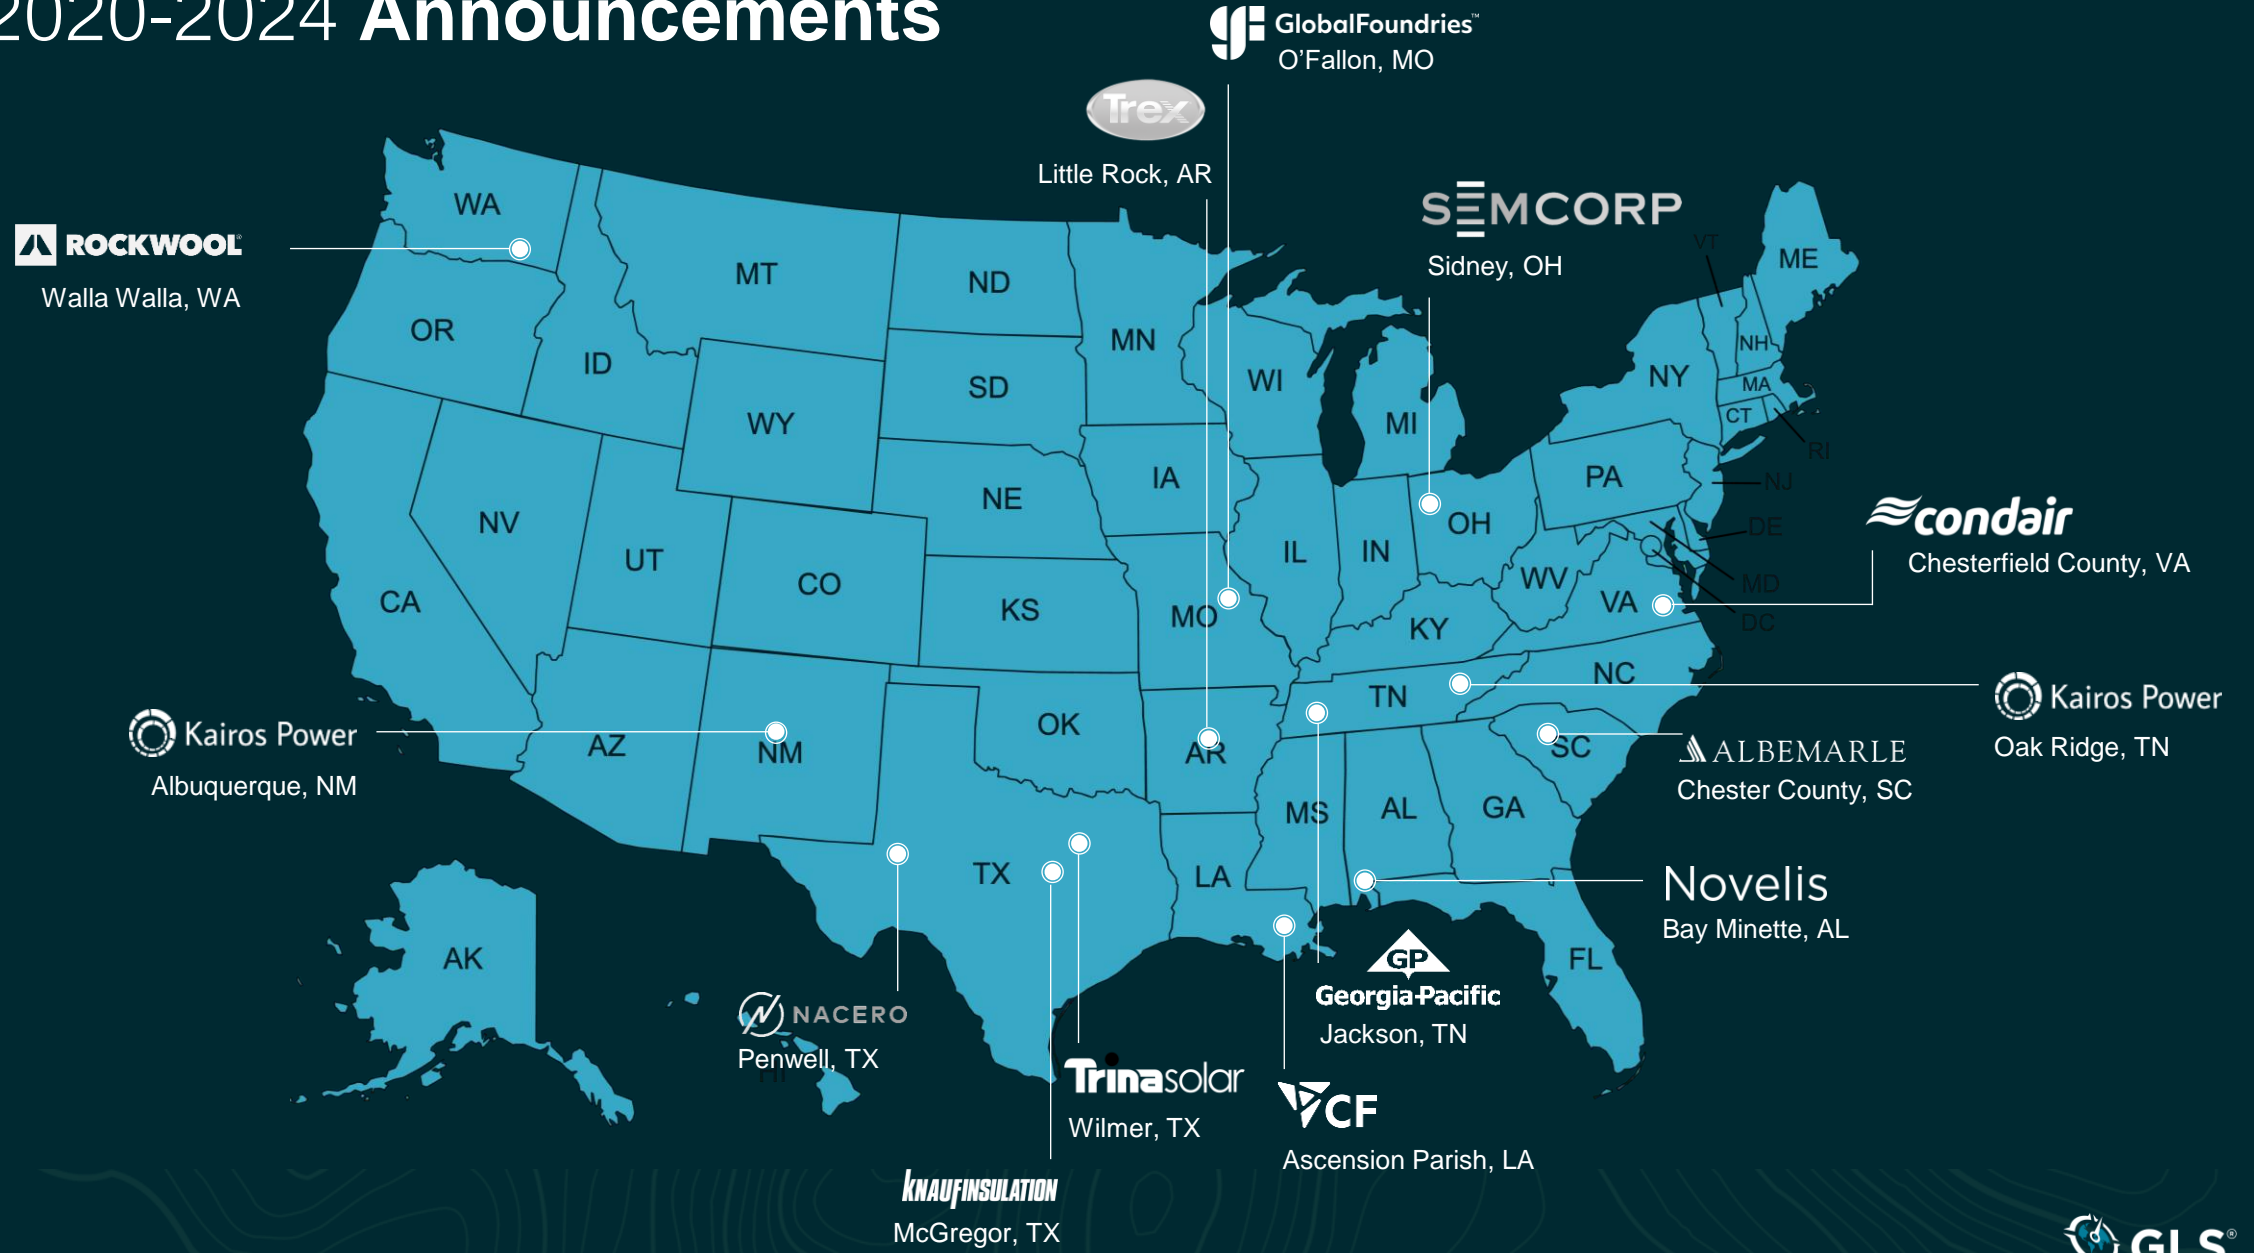 2020-2024 Announcements
GlobalFoundries™
O'Fallon, MO
Trex
Little Rock, AR
SEMCORP
Sidney, OH
ROCKWOOL®
Walla Walla, WA
condair
Chesterfield County, VA
Kairos Power
Albuquerque, NM
Kairos Power
Oak Ridge, TN
ALBEMARLE
Chester County, SC
Novelis
Bay Minette, AL
GP
Georgia-Pacific
Jackson, TN
NACERO
Penwell, TX
Trinasolar
Wilmer, TX
CF
Ascension Parish, LA
KNAUFINSULATION
McGregor, TX
WA
MT
ND
MN
OR
ID
WY
SD
WI
MI
NY
VT
ME
NH
MA
CT
RI
NV
UT
CO
NE
IA
IL
IN
OH
PA
NJ
DE
MD
DC
CA
KS
MO
KY
WV
VA
AZ
NM
OK
AR
TN
NC
SC
TX
LA
MS
AL
GA
FL
AK
HI
GLS®